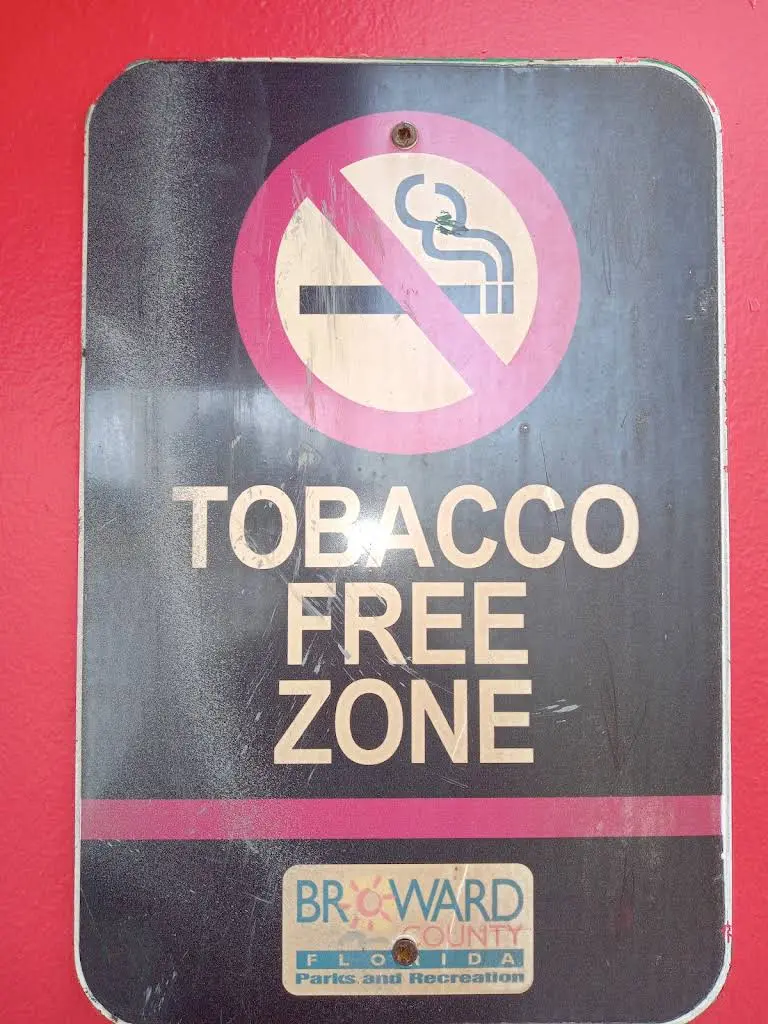 TOBACCO
FREE
ZONE
BROWARD
COUNTY
FLORIDA
Parks and Recreation